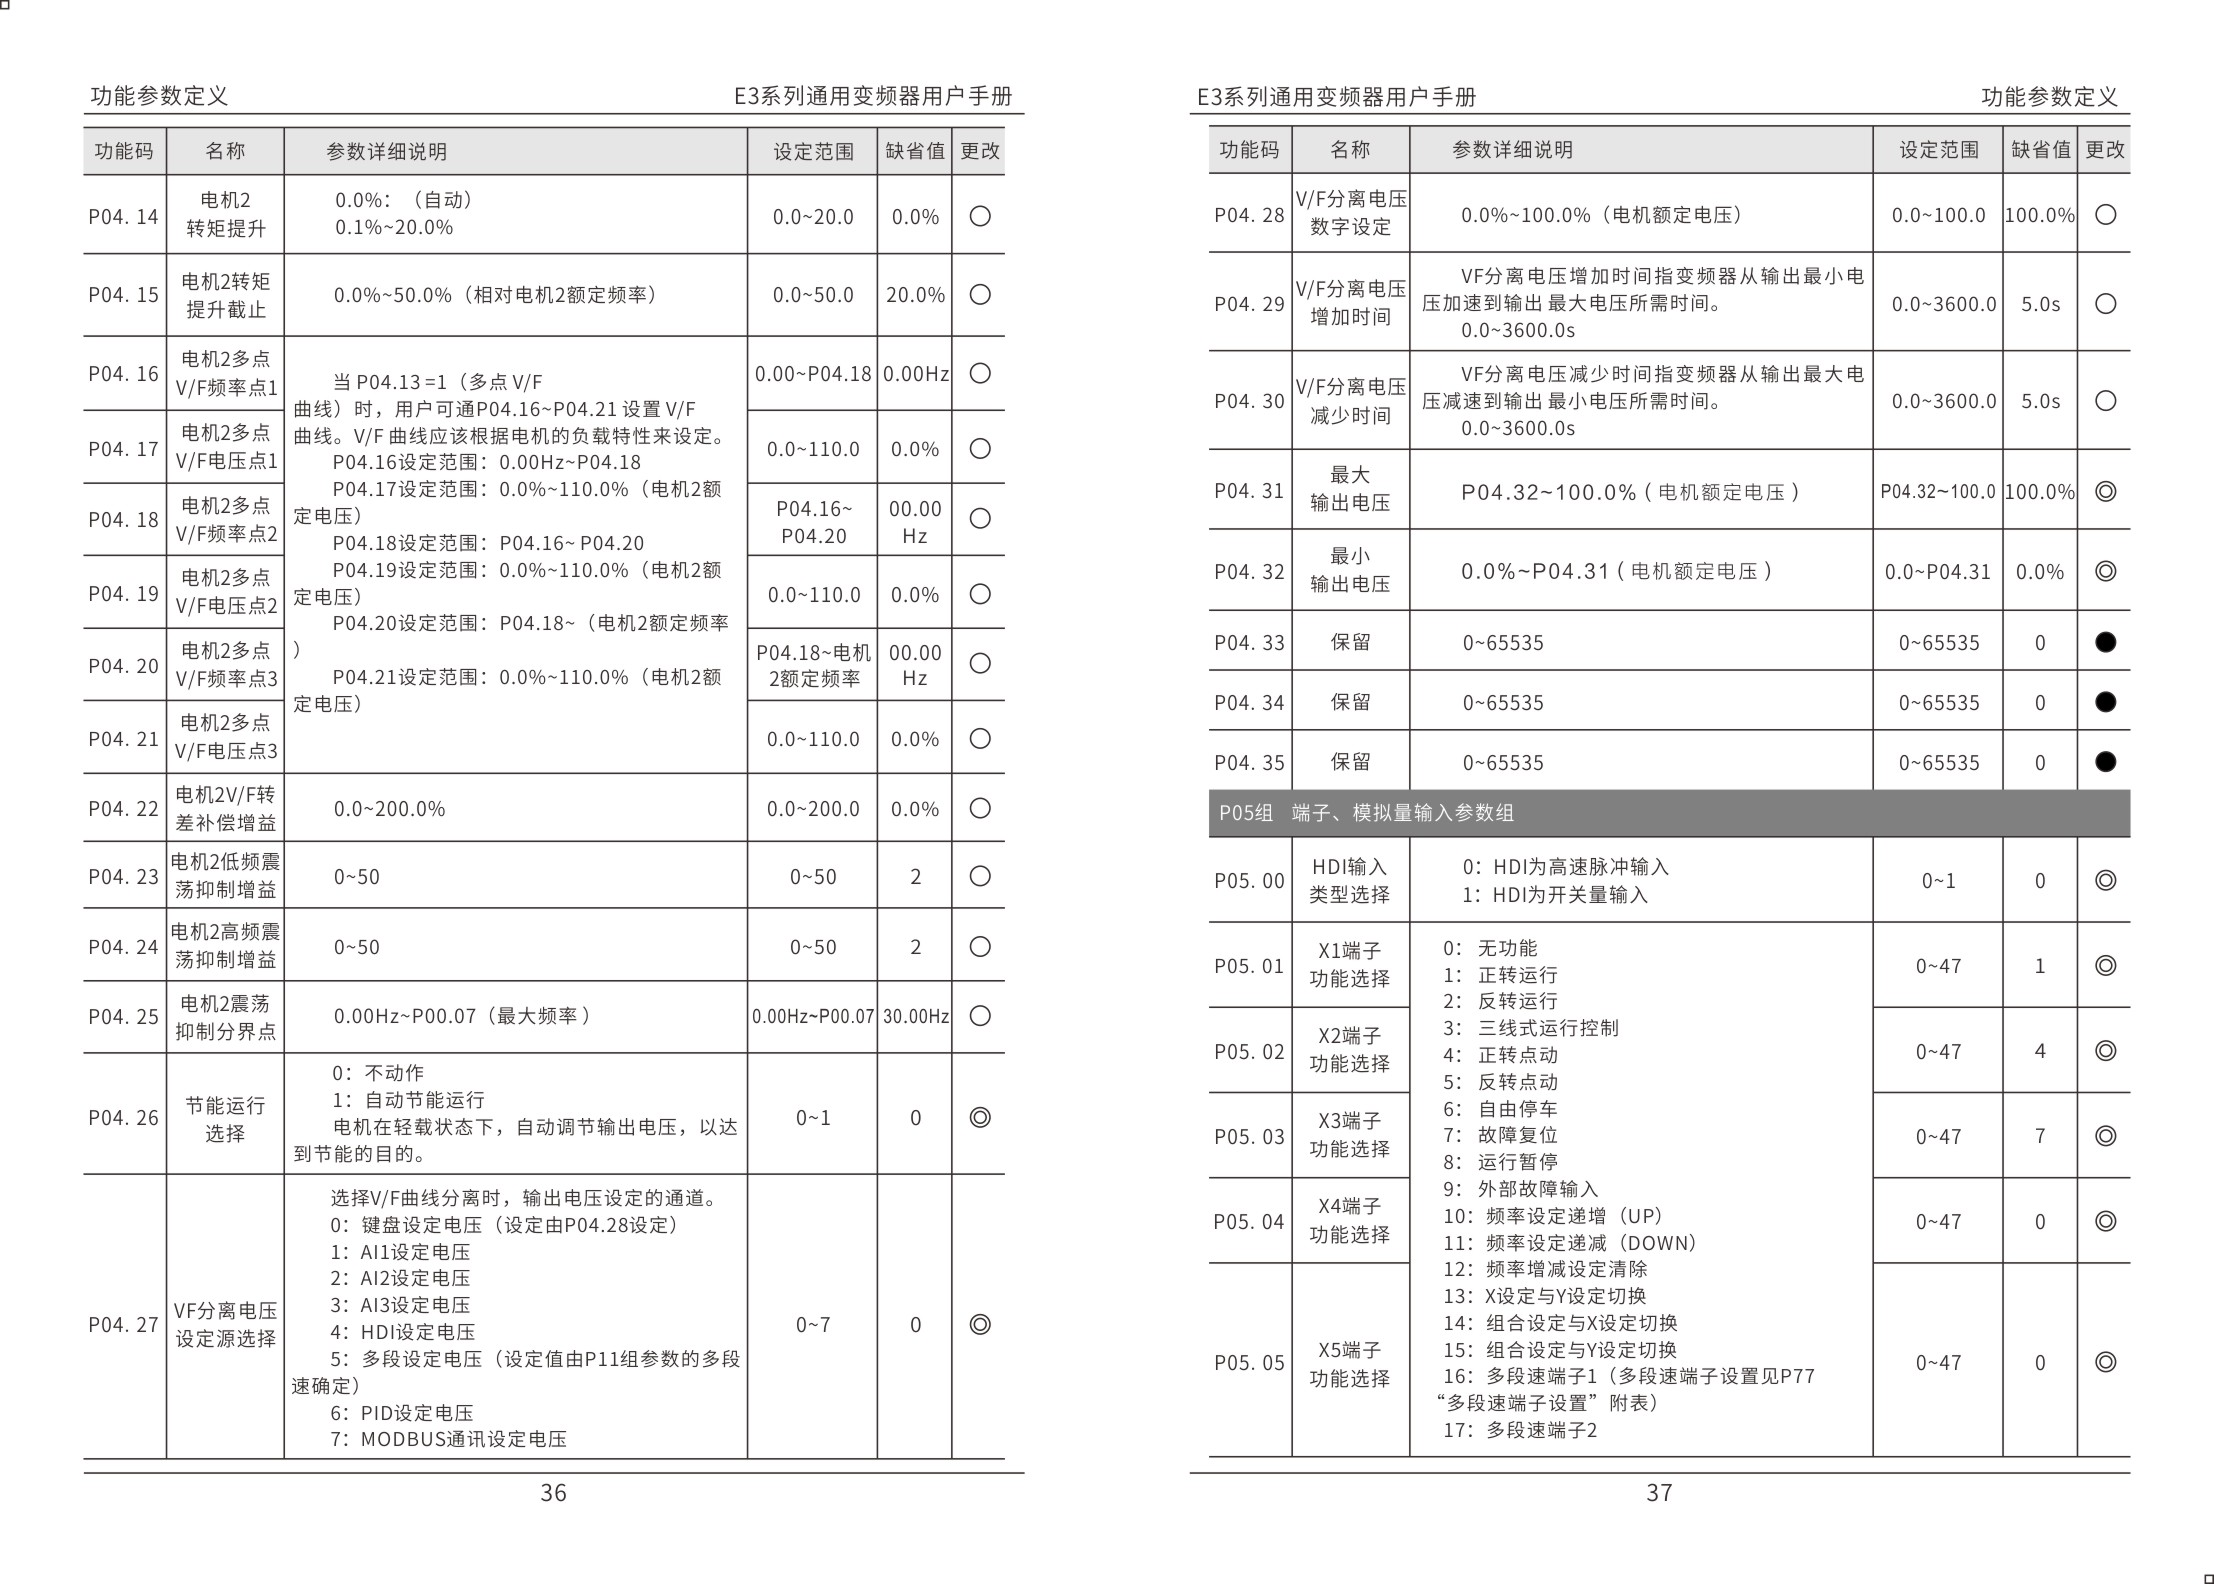 功能参数定义 E3系列通用变频器用户手册
功能码 名称 参数详细说明 设定范围 缺省值 更改
P04. 14 电机2 转矩提升 0.0%：（自动） 0.0~20.0 0.0% ○
0.1%~20.0%
P04. 15 电机2转矩 提升截止 0.0%~50.0%（相对电机2额定频率） 0.0~50.0 20.0% ○
P04. 16 电机2多点 V/F频率点1 0.00~P04.18 0.00Hz ○
P04. 17 电机2多点 V/F电压点1 0.0~110.0 0.0% ○
P04. 18 电机2多点 V/F频率点2 P04.16~ P04.20 00.00 Hz ○
P04. 19 电机2多点 V/F电压点2 0.0~110.0 0.0% ○
P04. 20 电机2多点 V/F频率点3 P04.18~电机 2额定频率 00.00 Hz ○
P04. 21 电机2多点 V/F电压点3 0.0~110.0 0.0% ○
当 P04.13 =1（多点 V/F
曲线）时，用户可通P04.16~P04.21 设置 V/F
曲线。V/F 曲线应该根据电机的负载特性来设定。
P04.16设定范围：0.00Hz~P04.18
P04.17设定范围：0.0%~110.0%（电机2额
定电压）
P04.18设定范围：P04.16~ P04.20
P04.19设定范围：0.0%~110.0%（电机2额
定电压）
P04.20设定范围：P04.18~（电机2额定频率
）
P04.21设定范围：0.0%~110.0%（电机2额
定电压）
P04. 22 电机2V/F转 差补偿增益 0.0~200.0% 0.0~200.0 0.0% ○
P04. 23 电机2低频震 荡抑制增益 0~50 0~50 2 ○
P04. 24 电机2高频震 荡抑制增益 0~50 0~50 2 ○
P04. 25 电机2震荡 抑制分界点 0.00Hz~P00.07（最大频率） 0.00Hz~P00.07 30.00Hz ○
P04. 26 节能运行 选择 0~1 0 ◎
0：不动作
1：自动节能运行
电机在轻载状态下，自动调节输出电压，以达
到节能的目的。
P04. 27 VF分离电压 设定源选择 0~7 0 ◎
选择V/F曲线分离时，输出电压设定的通道。
0：键盘设定电压（设定由P04.28设定）
1：AI1设定电压
2：AI2设定电压
3：AI3设定电压
4：HDI设定电压
5：多段设定电压（设定值由P11组参数的多段
速确定）
6：PID设定电压
7：MODBUS通讯设定电压
36
E3系列通用变频器用户手册 功能参数定义
功能码 名称 参数详细说明 设定范围 缺省值 更改
P04. 28 V/F分离电压 数字设定 0.0%~100.0%（电机额定电压） 0.0~100.0 100.0% ○
P04. 29 V/F分离电压 增加时间 0.0~3600.0 5.0s ○
VF分离电压增加时间指变频器从输出最小电
压加速到输出 最大电压所需时间。
0.0~3600.0s
P04. 30 V/F分离电压 减少时间 0.0~3600.0 5.0s ○
VF分离电压减少时间指变频器从输出最大电
压减速到输出 最小电压所需时间。
0.0~3600.0s
P04. 31 最大 输出电压 P04.32~100.0% ( 电机额定电压 ) P04.32~100.0 100.0% ◎
P04. 32 最小 输出电压 0.0%~P04.31 ( 电机额定电压 ) 0.0~P04.31 0.0% ◎
P04. 33 保留 0~65535 0~65535 0 ●
P04. 34 保留 0~65535 0~65535 0 ●
P04. 35 保留 0~65535 0~65535 0 ●
P05组 端子、模拟量输入参数组
P05. 00 HDI输入 类型选择 0：HDI为高速脉冲输入 0~1 0 ◎
1：HDI为开关量输入
P05. 01 X1端子 功能选择 0~47 1 ◎
P05. 02 X2端子 功能选择 0~47 4 ◎
P05. 03 X3端子 功能选择 0~47 7 ◎
P05. 04 X4端子 功能选择 0~47 0 ◎
P05. 05 X5端子 功能选择 0~47 0 ◎
0： 无功能
1： 正转运行
2： 反转运行
3： 三线式运行控制
4： 正转点动
5： 反转点动
6： 自由停车
7： 故障复位
8： 运行暂停
9： 外部故障输入
10：频率设定递增（UP）
11：频率设定递减（DOWN）
12：频率增减设定清除
13：X设定与Y设定切换
14：组合设定与X设定切换
15：组合设定与Y设定切换
16：多段速端子1（多段速端子设置见P77
“多段速端子设置”附表）
17：多段速端子2
37